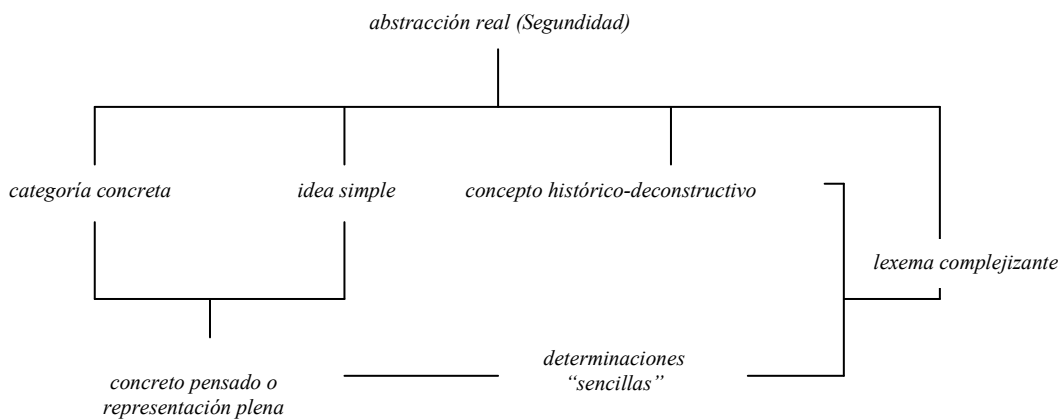 abstracción real (Segundidad)
categoría concreta
idea simple
concepto histórico-deconstructivo
lexema complejizante
determinaciones
“sencillas”
concreto pensado o
representación plena